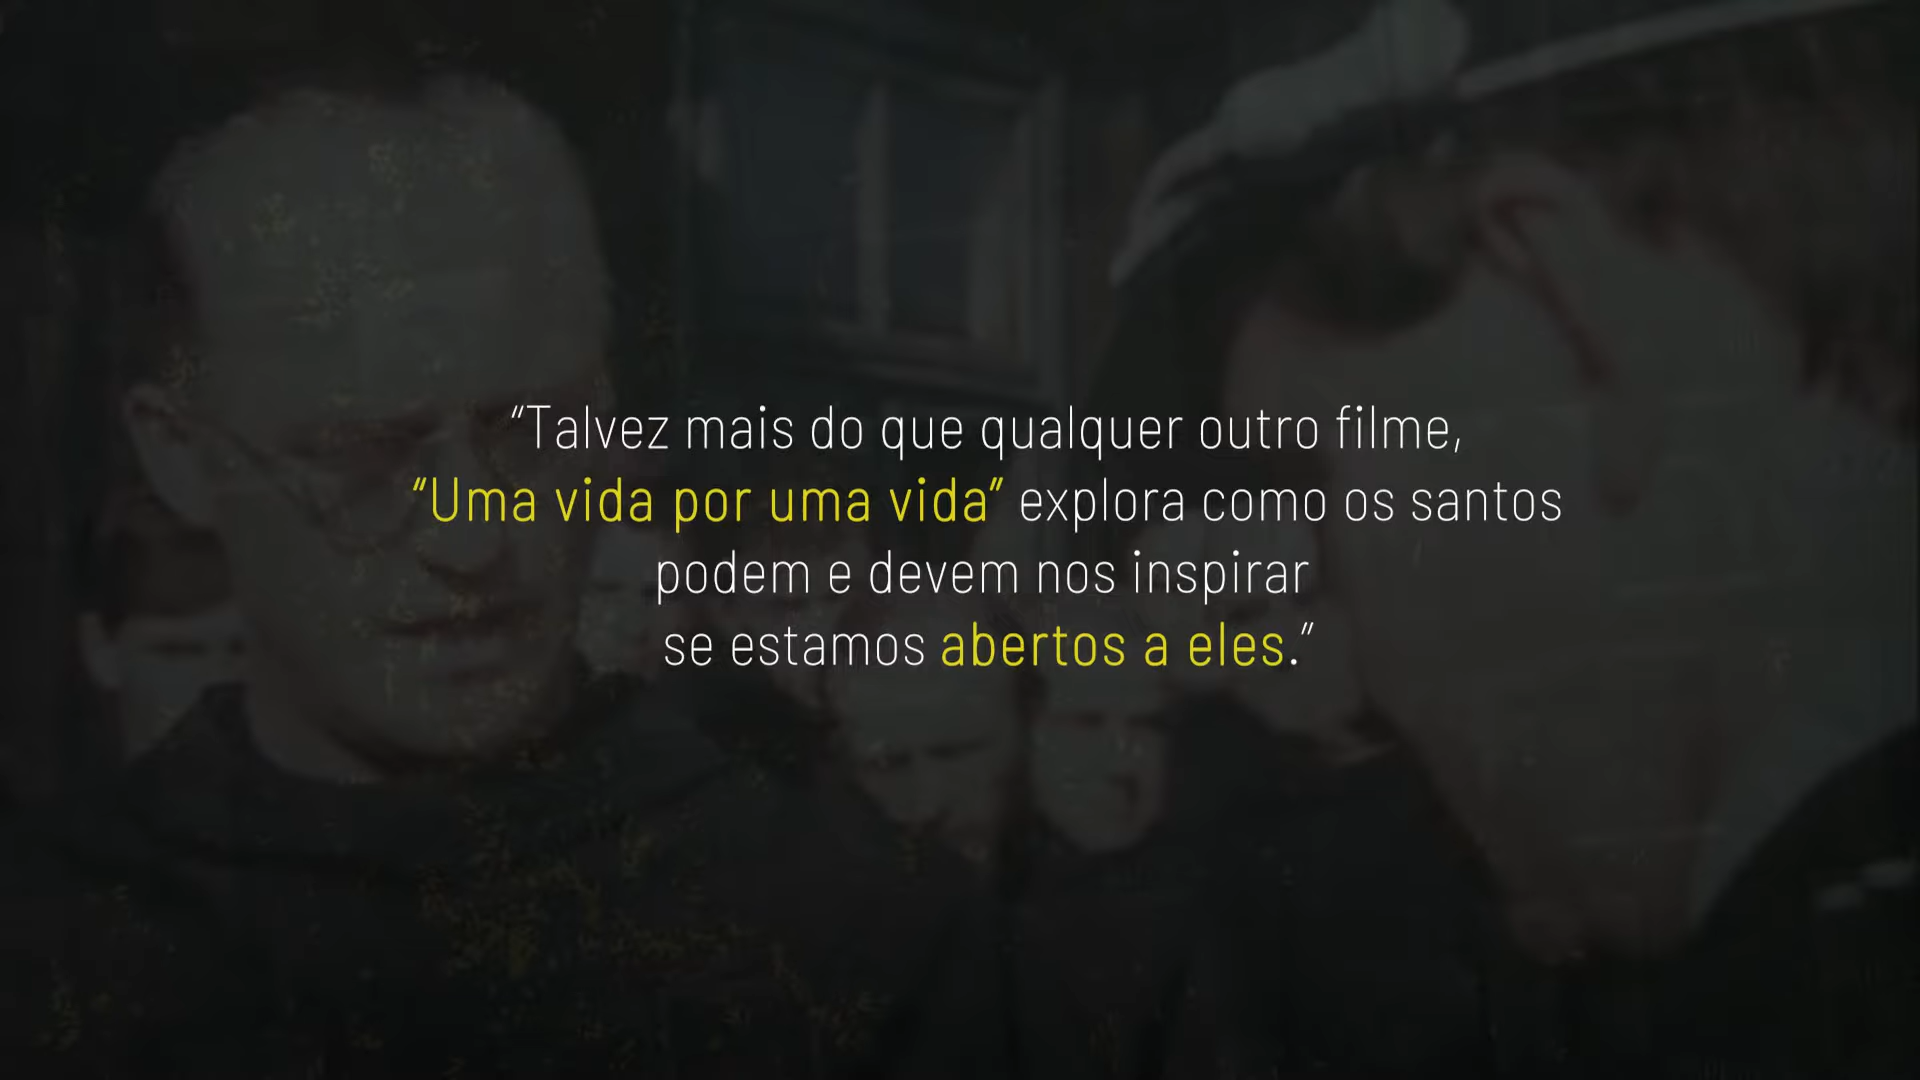 “Talvez mais do que qualquer outro filme,
“Uma vida por uma vida” explora como os santos
podem e devem nos inspirar
se estamos abertos a eles.”